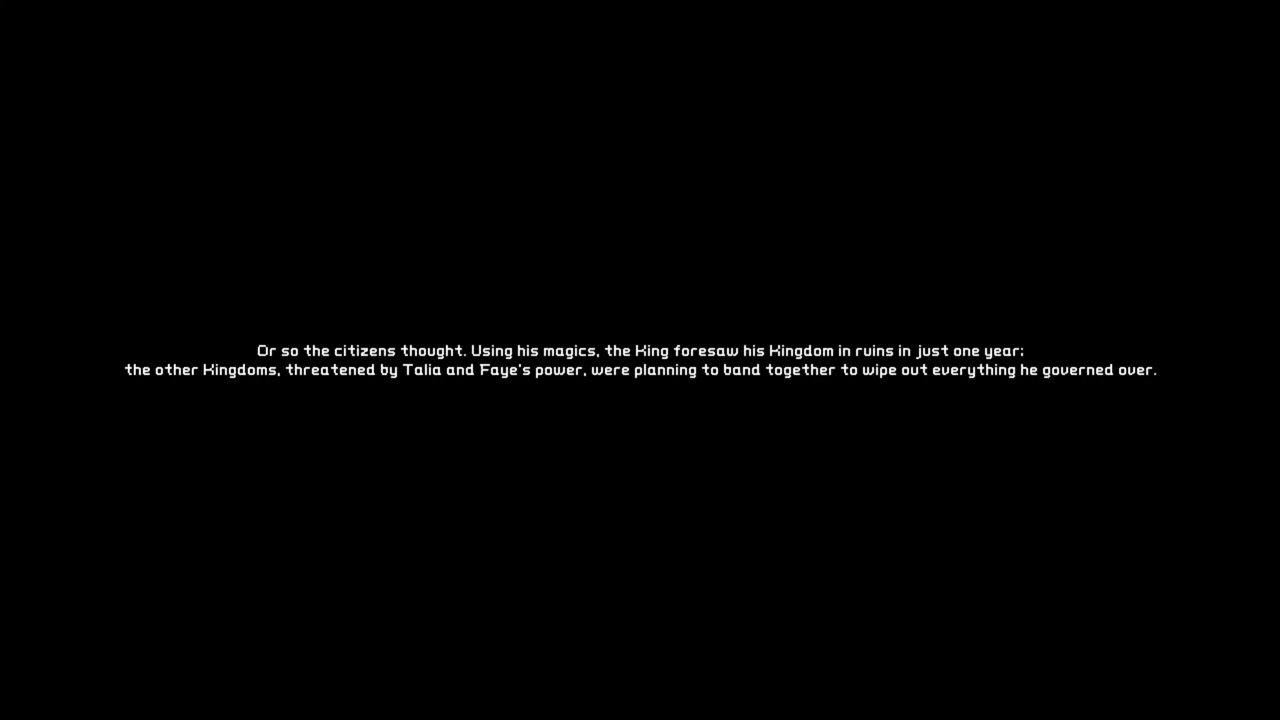 Or so the citizens thought. Using his magics, the King foresaw his Kingdom in ruins in just one year;
the other Kingdoms, threatened by Talia and Faye's power, were planning to band together to wipe out everything he governed over.